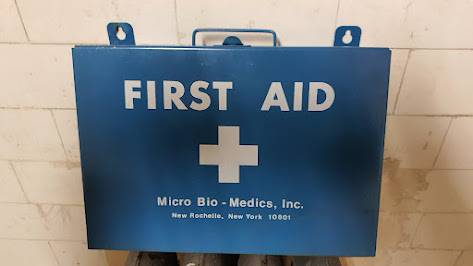 FIRST AID
Micro Bio-Medics, Inc.
New Rochelle, New York 10801